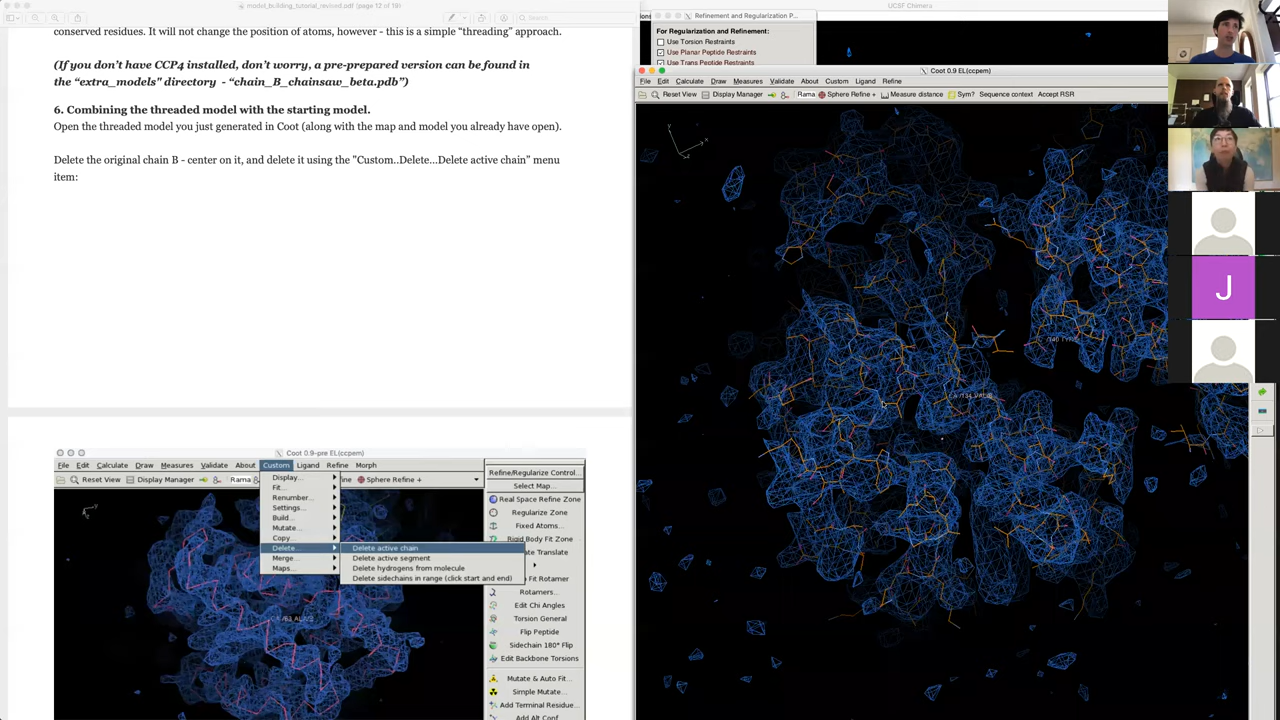 model_building_tutorial_revised.pdf (page 12 of 19)
Search
conserved residues. It will not change the position of atoms, however - this is a simple “threading” approach.
(If you don’t have CCP4 installed, don’t worry, a pre-prepared version can be found in
the “extra_models” directory - “chain_B_chainsaw_beta.pdb”)
6. Combining the threaded model with the starting model.
Open the threaded model you just generated in Coot (along with the map and model you already have open).
Delete the original chain B - center on it, and delete it using the "Custom..Delete...Delete active chain” menu
item:
Coot 0.9-pre EL(ccpem)
File Edit Calculate Draw Measures Validate About Custom Ligand Refine Morph
Reset View Display Manager Rama Sphere Refine +
Display...
Fit...
Renumber...
Settings...
Build...
Mutate...
Copy...
Delete...
Merge...
Maps...
Delete active chain
Delete active segment
Delete hydrogens from molecule
Delete sidechains in range (click start and end)
Refine/Regularize Control...
Select Map...
Real Space Refine Zone
Regularize Zone
Fixed Atoms...
Rigid Body Fit Zone
Rotamers...
Edit Chi Angles
Torsion General
Flip Peptide
Sidechain 180° Flip
Edit Backbone Torsions
Mutate & Auto Fit...
Simple Mutate...
Add Terminal Residue...
Add Alt Conf
UCSF Chimera
Refinement and Regularization P...
For Regularization and Refinement:
Use Torsion Restraints
Use Planar Peptide Restraints
Use Trans Peptide Restraints
Coot 0.9 EL(ccpem)
File Edit Calculate Draw Measures Validate About Custom Ligand Refine
Reset View Display Manager Rama Sphere Refine + Measure distance Sym? Sequence context Accept RSR
J